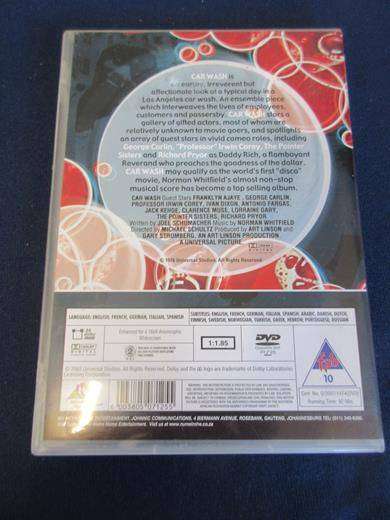 CAR WASH is
irreverent but
affectionate look at a typical day in a
Los Angeles car wash. An ensemble piece
which interweaves the lives of employees,
customers and passersby. CAR WASH stars a
gallery of gifted actors, most of whom are
relatively unknown to movie goers, and spotlights
an array of guest stars in vivid cameo roles, including
George Carlin, "Professor" Irwin Corey, The Pointer
Sisters and Richard Pryor as Daddy Rich, a flamboyant
Reverend who preaches the goodness of the dollar.
CAR WASH may qualify as the world's first "disco"
movie, Norman Whitfield's almost non-stop
musical score has become a top selling album.
CAR WASH Guest Stars FRANKLYN AJAYE, GEORGE CARLIN,
PROFESSOR IRWIN COREY, IVAN DIXON, ANTONIO FARGAS,
JACK KEHOE, CLARENCE MUSE, LORRAINE GARY,
THE POINTER SISTERS, RICHARD PRYOR.
Written by JOEL SCHUMACHER Music by NORMAN WHITFIELD
Directed by MICHAEL SCHULTZ Produced by ART LINSON and
GARY STROMBERG, AN ART LINSON PRODUCTION
A UNIVERSAL PICTURE
© 1976 Universal Studios. All Rights Reserved.
LANGUAGE: ENGLISH, FRENCH, GERMAN, ITALIAN, SPANISH
SUBTITLES: ENGLISH, FRENCH, GERMAN, ITALIAN, SPANISH, ARABIC, DANISH, DUTCH,
FINNISH, SWEDISH, NORWEGIAN, TURKISH, CZEK, HEBREW, PORTUGUESE, RUSSIAN
Enhanced for a 16x9 Anamorphic
Widescreen
1:1.85
DVD
2
10
6003805071255
Running Time: 92 Min